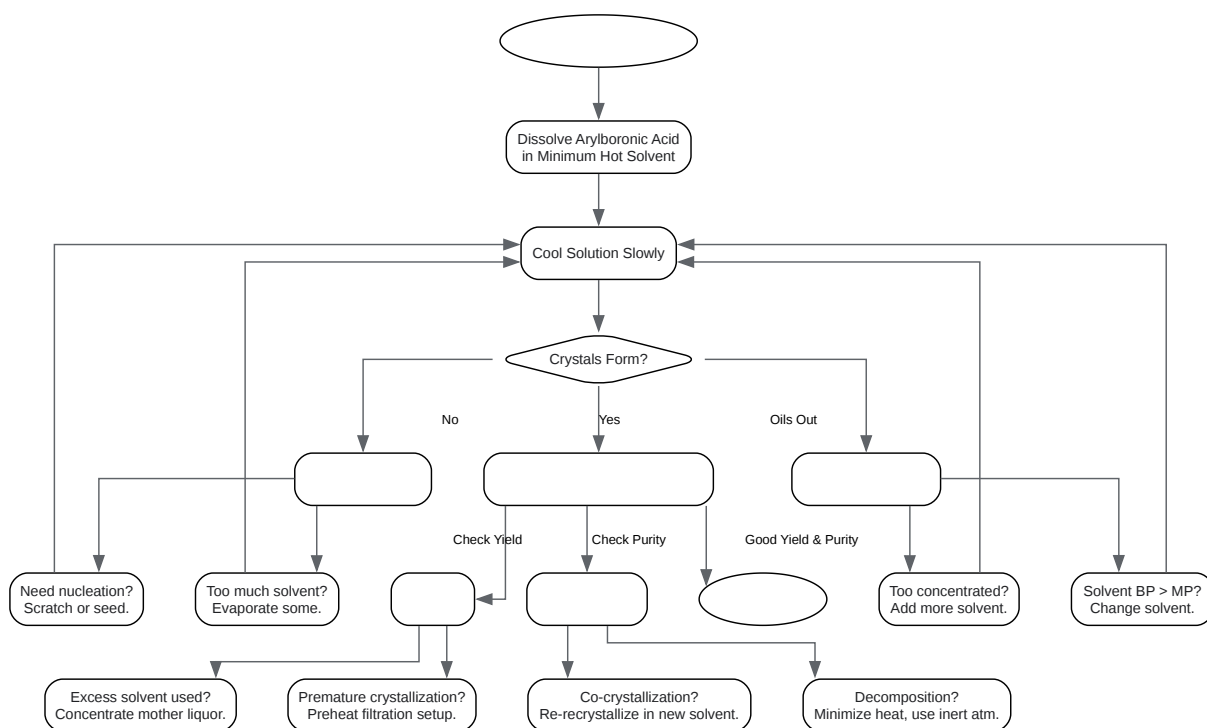 Dissolve Arylboronic Acid
in Minimum Hot Solvent
Cool Solution Slowly
Crystals Form?
No
Yes
Oils Out
Check Yield
Check Purity
Good Yield & Purity
Need nucleation?
Scratch or seed.
Too much solvent?
Evaporate some.
Too concentrated?
Add more solvent.
Solvent BP > MP?
Change solvent.
Excess solvent used?
Concentrate mother liquor.
Premature crystallization?
Preheat filtration setup.
Co-crystallization?
Re-recrystallize in new solvent.
Decomposition?
Minimize heat, use inert atm.